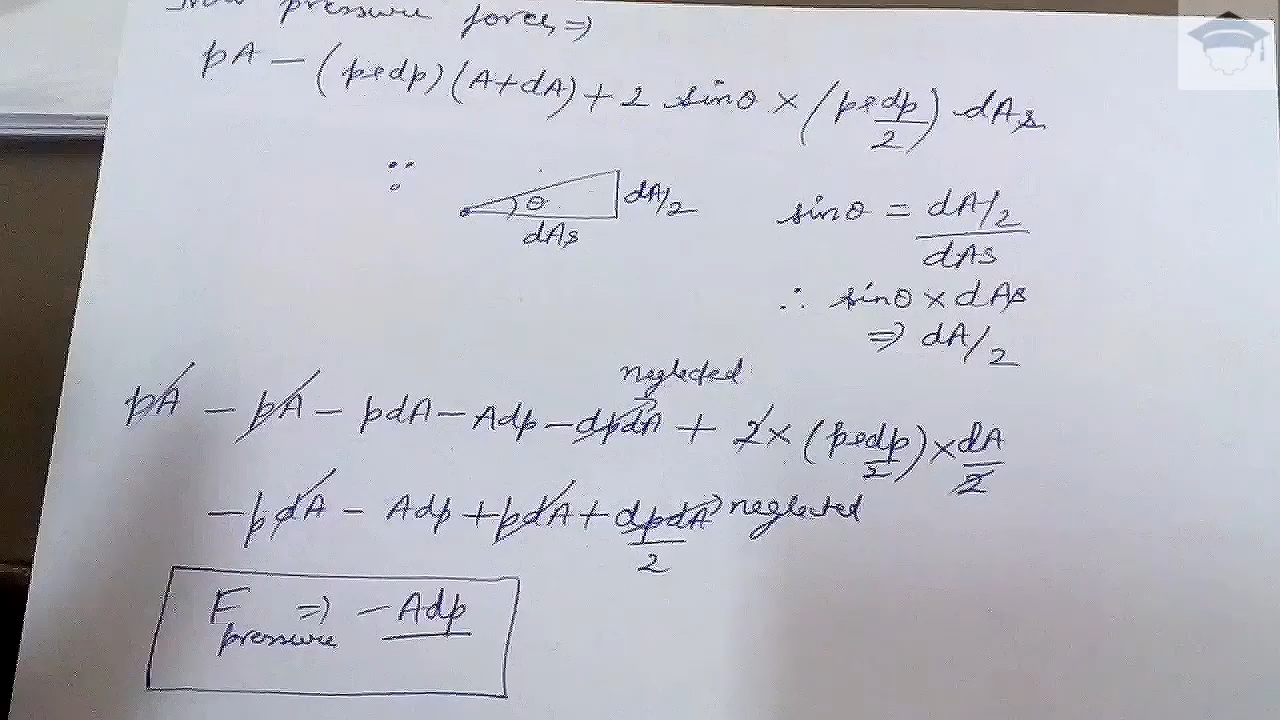 Now pressure force ⇒
pA − (p+dp)(A+dA) + 2 sinθ × (p+dp/2) dAs
∵
θ
dA/2
dAs
sinθ = dA/2 / dAs
∴ sinθ × dAs
⇒ dA/2
neglected
pA − pA − pdA − Adp − dpdA + 2 × (p+dp/2) × dA/2
−pdA − Adp + pdA + dpdA/2 neglected
F pressure ⇒ −Adp